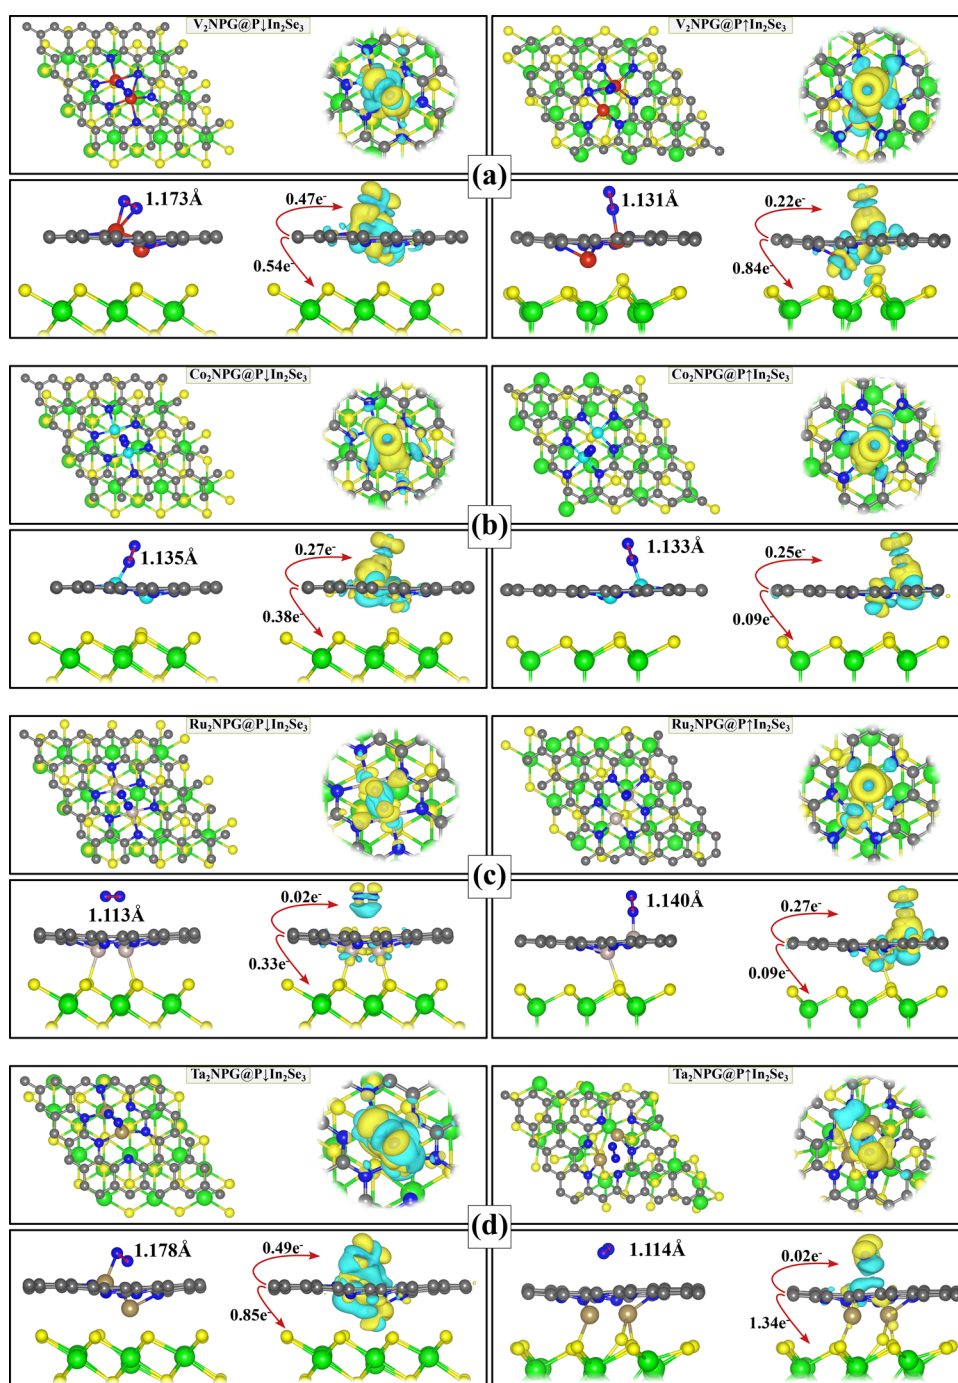 V₂NPG@P↓In₂Se₃
V₂NPG@P↑In₂Se₃
(a)
1.173Å
0.47e⁻
0.54e⁻
1.131Å
0.22e⁻
0.84e⁻
Co₂NPG@P↓In₂Se₃
Co₂NPG@P↑In₂Se₃
(b)
1.135Å
0.27e⁻
0.38e⁻
1.133Å
0.25e⁻
0.09e⁻
Ru₂NPG@P↓In₂Se₃
Ru₂NPG@P↑In₂Se₃
(c)
1.113Å
0.02e⁻
0.33e⁻
1.140Å
0.27e⁻
0.09e⁻
Ta₂NPG@P↓In₂Se₃
Ta₂NPG@P↑In₂Se₃
(d)
1.178Å
0.49e⁻
0.85e⁻
1.114Å
0.02e⁻
1.34e⁻